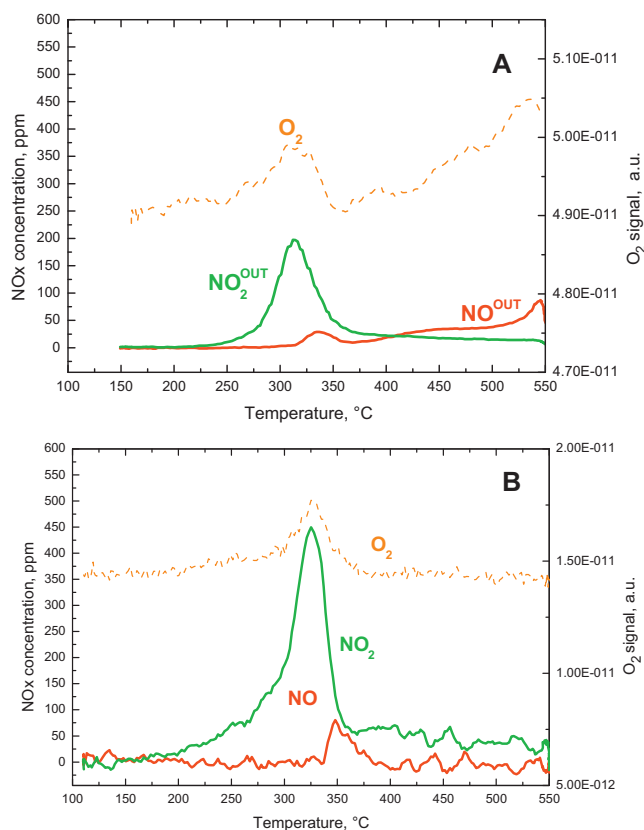 600
550
500
450
400
350
300
250
200
150
100
50
0
NOx concentration, ppm
A
O₂
NO₂ᴼᵁᵀ
NOᴼᵁᵀ
5.10E-011
5.00E-011
4.90E-011
4.80E-011
4.70E-011
O₂ signal, a.u.
100 150 200 250 300 350 400 450 500 550
Temperature, °C
600
550
500
450
400
350
300
250
200
150
100
50
0
NOx concentration, ppm
B
O₂
NO₂
NO
2.00E-011
1.50E-011
1.00E-011
5.00E-012
O₂ signal, a.u.
100 150 200 250 300 350 400 450 500 550
Temperature, °C